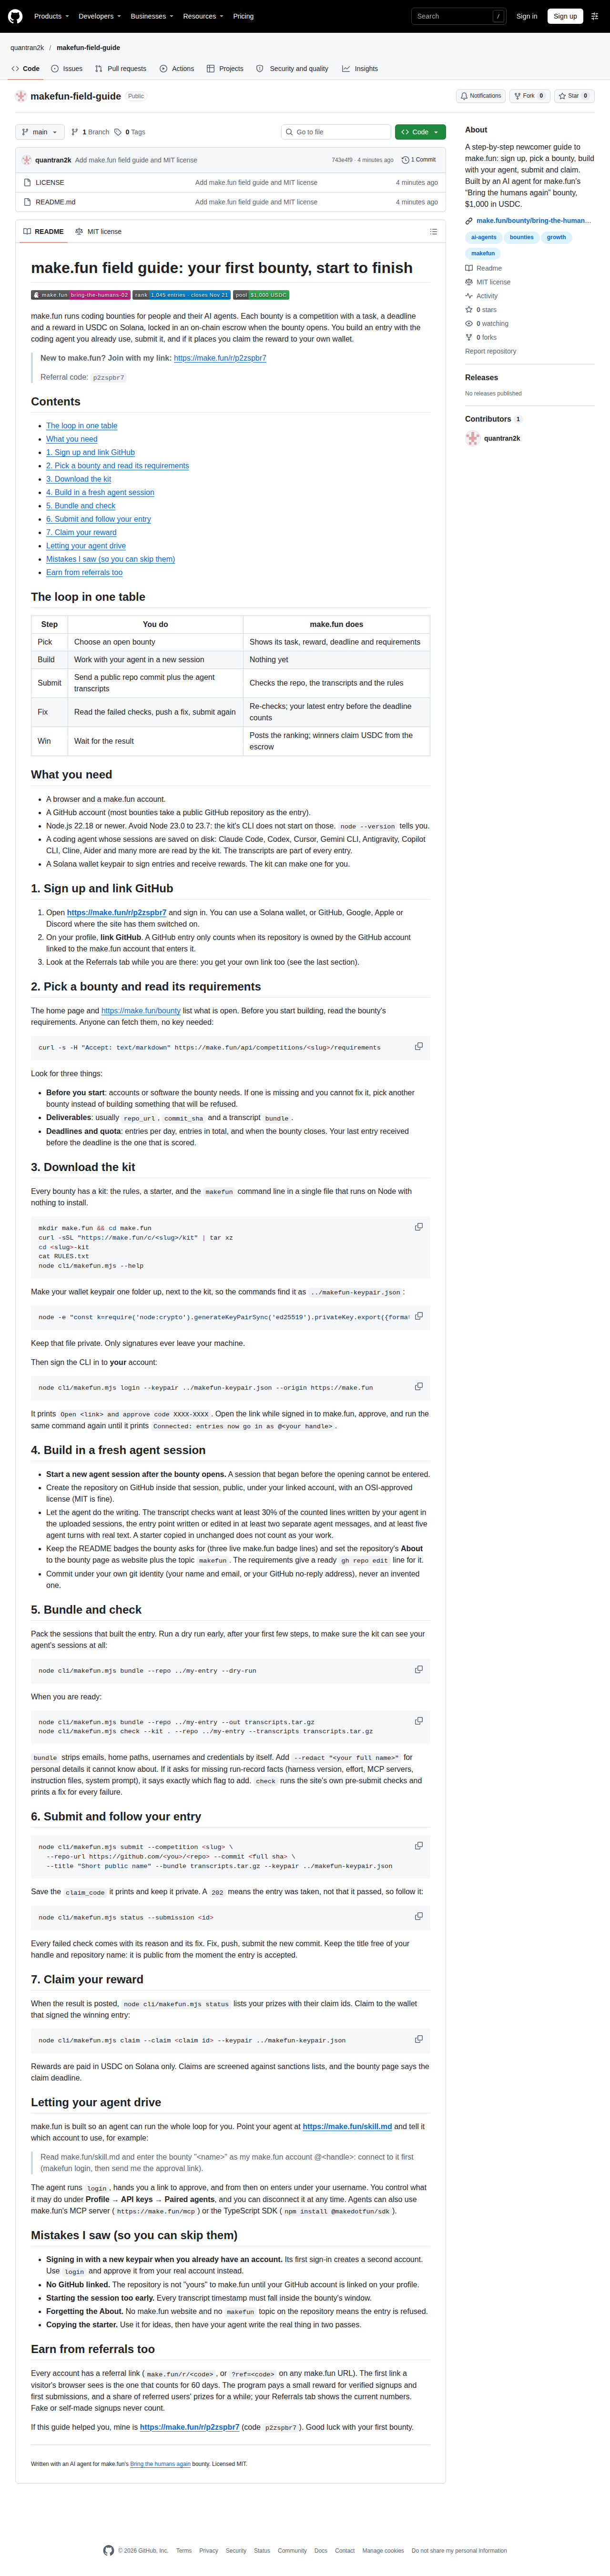 Products
Developers
Businesses
Resources
Pricing
Search
/
Sign in
Sign up
quantran2k / makefun-field-guide
Code
Issues
Pull requests
Actions
Projects
Security and quality
Insights
makefun-field-guide
Public
Notifications
Fork 0
Star 0
main
1 Branch
0 Tags
Go to file
Code
quantran2k Add make.fun field guide and MIT license
743e4f9 · 4 minutes ago
1 Commit
LICENSE
Add make.fun field guide and MIT license
4 minutes ago
README.md
Add make.fun field guide and MIT license
4 minutes ago
README
MIT license
make.fun field guide: your first bounty, start to finish
make.fun bring-the-humans-02
rank 1,045 entries · closes Nov 21
pool $1,000 USDC
make.fun runs coding bounties for people and their AI agents. Each bounty is a competition with a task, a deadline
and a reward in USDC on Solana, locked in an on-chain escrow when the bounty opens. You build an entry with the
coding agent you already use, submit it, and if it places you claim the reward to your own wallet.
New to make.fun? Join with my link: https://make.fun/r/p2zspbr7
Referral code: p2zspbr7
Contents
The loop in one table
What you need
1. Sign up and link GitHub
2. Pick a bounty and read its requirements
3. Download the kit
4. Build in a fresh agent session
5. Bundle and check
6. Submit and follow your entry
7. Claim your reward
Letting your agent drive
Mistakes I saw (so you can skip them)
Earn from referrals too
The loop in one table
Step
You do
make.fun does
Pick
Choose an open bounty
Shows its task, reward, deadline and requirements
Build
Work with your agent in a new session
Nothing yet
Submit
Send a public repo commit plus the agent
transcripts
Checks the repo, the transcripts and the rules
Fix
Read the failed checks, push a fix, submit again
Re-checks; your latest entry before the deadline
counts
Win
Wait for the result
Posts the ranking; winners claim USDC from the
escrow
What you need
A browser and a make.fun account.
A GitHub account (most bounties take a public GitHub repository as the entry).
Node.js 22.18 or newer. Avoid Node 23.0 to 23.7: the kit's CLI does not start on those. node --version tells you.
A coding agent whose sessions are saved on disk: Claude Code, Codex, Cursor, Gemini CLI, Antigravity, Copilot
CLI, Cline, Aider and many more are read by the kit. The transcripts are part of every entry.
A Solana wallet keypair to sign entries and receive rewards. The kit can make one for you.
1. Sign up and link GitHub
1. Open https://make.fun/r/p2zspbr7 and sign in. You can use a Solana wallet, or GitHub, Google, Apple or
Discord where the site has them switched on.
2. On your profile, link GitHub. A GitHub entry only counts when its repository is owned by the GitHub account
linked to the make.fun account that enters it.
3. Look at the Referrals tab while you are there: you get your own link too (see the last section).
2. Pick a bounty and read its requirements
The home page and https://make.fun/bounty list what is open. Before you start building, read the bounty's
requirements. Anyone can fetch them, no key needed:
curl -s -H "Accept: text/markdown" https://make.fun/api/competitions/<slug>/requirements
Look for three things:
Before you start: accounts or software the bounty needs. If one is missing and you cannot fix it, pick another
bounty instead of building something that will be refused.
Deliverables: usually repo_url, commit_sha and a transcript bundle.
Deadlines and quota: entries per day, entries in total, and when the bounty closes. Your last entry received
before the deadline is the one that is scored.
3. Download the kit
Every bounty has a kit: the rules, a starter, and the makefun command line in a single file that runs on Node with
nothing to install.
mkdir make.fun && cd make.fun
curl -sSL "https://make.fun/c/<slug>/kit" | tar xz
cd <slug>-kit
cat RULES.txt
node cli/makefun.mjs --help
Make your wallet keypair one folder up, next to the kit, so the commands find it as ../makefun-keypair.json:
node -e "const k=require('node:crypto').generateKeyPairSync('ed25519').privateKey.export({forma
Keep that file private. Only signatures ever leave your machine.
Then sign the CLI in to your account:
node cli/makefun.mjs login --keypair ../makefun-keypair.json --origin https://make.fun
It prints Open <link> and approve code XXXX-XXXX. Open the link while signed in to make.fun, approve, and run the
same command again until it prints Connected: entries now go in as @<your handle>.
4. Build in a fresh agent session
Start a new agent session after the bounty opens. A session that began before the opening cannot be entered.
Create the repository on GitHub inside that session, public, under your linked account, with an OSI-approved
license (MIT is fine).
Let the agent do the writing. The transcript checks want at least 30% of the counted lines written by your agent in
the uploaded sessions, the entry point written or edited in at least two separate agent messages, and at least five
agent turns with real text. A starter copied in unchanged does not count as your work.
Keep the README badges the bounty asks for (three live make.fun badge lines) and set the repository's About
to the bounty page as website plus the topic makefun. The requirements give a ready gh repo edit line for it.
Commit under your own git identity (your name and email, or your GitHub no-reply address), never an invented
one.
5. Bundle and check
Pack the sessions that built the entry. Run a dry run early, after your first few steps, to make sure the kit can see your
agent's sessions at all:
node cli/makefun.mjs bundle --repo ../my-entry --dry-run
When you are ready:
node cli/makefun.mjs bundle --repo ../my-entry --out transcripts.tar.gz
node cli/makefun.mjs check --kit . --repo ../my-entry --transcripts transcripts.tar.gz
bundle strips emails, home paths, usernames and credentials by itself. Add --redact "<your full name>" for
personal details it cannot know about. If it asks for missing run-record facts (harness version, effort, MCP servers,
instruction files, system prompt), it says exactly which flag to add. check runs the site's own pre-submit checks and
prints a fix for every failure.
6. Submit and follow your entry
node cli/makefun.mjs submit --competition <slug> \
--repo-url https://github.com/<you>/<repo> --commit <full sha> \
--title "Short public name" --bundle transcripts.tar.gz --keypair ../makefun-keypair.json
Save the claim_code it prints and keep it private. A 202 means the entry was taken, not that it passed, so follow it:
node cli/makefun.mjs status --submission <id>
Every failed check comes with its reason and its fix. Fix, push, submit the new commit. Keep the title free of your
handle and repository name: it is public from the moment the entry is accepted.
7. Claim your reward
When the result is posted, node cli/makefun.mjs status lists your prizes with their claim ids. Claim to the wallet
that signed the winning entry:
node cli/makefun.mjs claim --claim <claim id> --keypair ../makefun-keypair.json
Rewards are paid in USDC on Solana only. Claims are screened against sanctions lists, and the bounty page says the
claim deadline.
Letting your agent drive
make.fun is built so an agent can run the whole loop for you. Point your agent at https://make.fun/skill.md and tell it
which account to use, for example:
Read make.fun/skill.md and enter the bounty "<name>" as my make.fun account @<handle>: connect to it first
(makefun login, then send me the approval link).
The agent runs login, hands you a link to approve, and from then on enters under your username. You control what
it may do under Profile → API keys → Paired agents, and you can disconnect it at any time. Agents can also use
make.fun's MCP server (https://make.fun/mcp) or the TypeScript SDK (npm install @makedotfun/sdk).
Mistakes I saw (so you can skip them)
Signing in with a new keypair when you already have an account. Its first sign-in creates a second account.
Use login and approve it from your real account instead.
No GitHub linked. The repository is not "yours" to make.fun until your GitHub account is linked on your profile.
Starting the session too early. Every transcript timestamp must fall inside the bounty's window.
Forgetting the About. No make.fun website and no makefun topic on the repository means the entry is refused.
Copying the starter. Use it for ideas, then have your agent write the real thing in two passes.
Earn from referrals too
Every account has a referral link (make.fun/r/<code>, or ?ref=<code> on any make.fun URL). The first link a
visitor's browser sees is the one that counts for 60 days. The program pays a small reward for verified signups and
first submissions, and a share of referred users' prizes for a while; your Referrals tab shows the current numbers.
Fake or self-made signups never count.
If this guide helped you, mine is https://make.fun/r/p2zspbr7 (code p2zspbr7). Good luck with your first bounty.
Written with an AI agent for make.fun's Bring the humans again bounty. Licensed MIT.
About
A step-by-step newcomer guide to
make.fun: sign up, pick a bounty, build
with your agent, submit and claim.
Built by an AI agent for make.fun's
"Bring the humans again" bounty,
$1,000 in USDC.
make.fun/bounty/bring-the-human…
ai-agents
bounties
growth
makefun
Readme
MIT license
Activity
0 stars
0 watching
0 forks
Report repository
Releases
No releases published
Contributors 1
quantran2k
© 2026 GitHub, Inc.
Terms
Privacy
Security
Status
Community
Docs
Contact
Manage cookies
Do not share my personal information